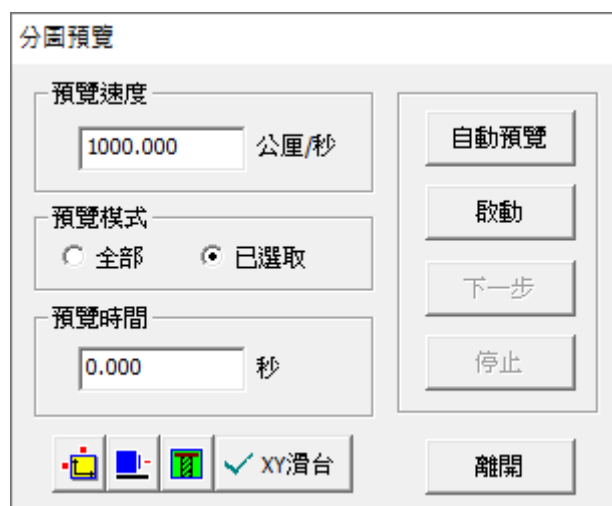 分圖預覽
預覽速度
1000.000 公厘/秒
預覽模式
全部 已選取
預覽時間
0.000 秒
XY滑台
自動預覽
啟動
下一步
停止
離開